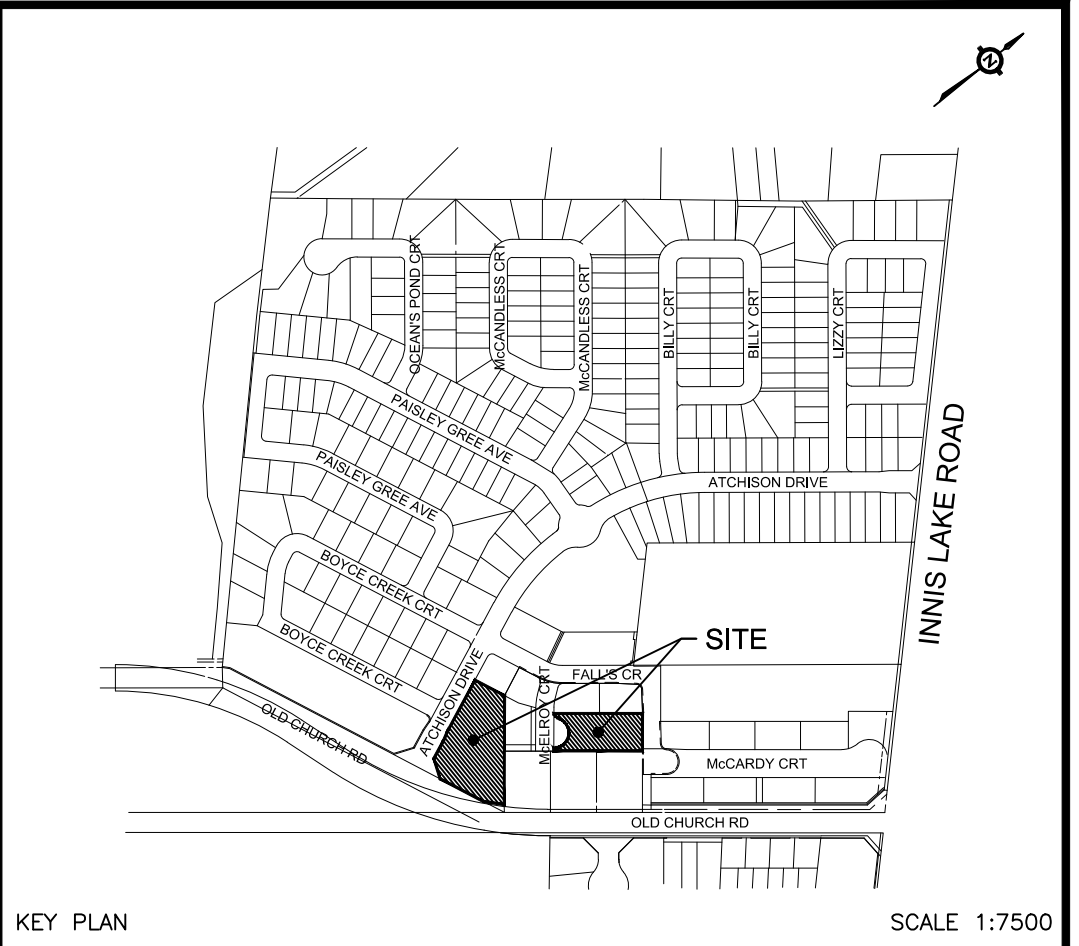 N
OCEAN'S POND CRT
McCANDLESS CRT
McCANDLESS CRT
BILLY CRT
BILLY CRT
LIZZY CRT
PAISLEY GREE AVE
PAISLEY GREE AVE
ATCHISON DRIVE
INNIS LAKE ROAD
BOYCE CREEK CRT
BOYCE CREEK CRT
SITE
ATCHISON DRIVE
FALL'S CR
McELROY CRT
OLD CHURCH RD
McCARDY CRT
OLD CHURCH RD
KEY PLAN
SCALE 1:7500